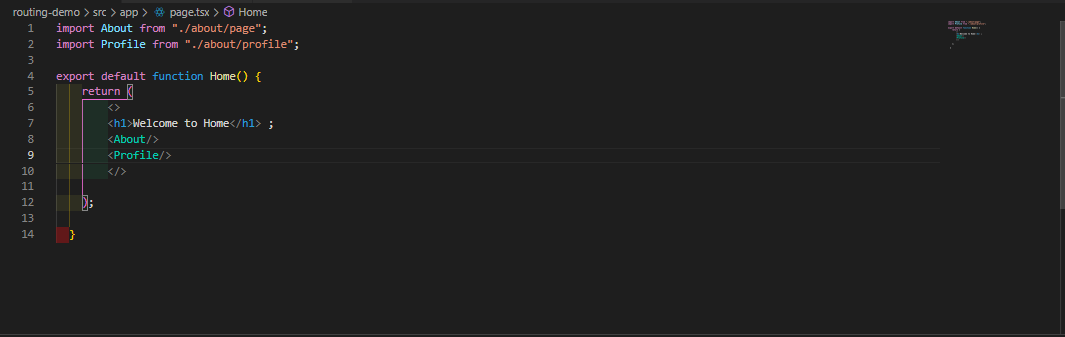 routing-demo > src > app > page.tsx > Home
1 import About from "./about/page";
2 import Profile from "./about/profile";
3
4 export default function Home() {
5 return (
6 <>
7 <h1>Welcome to Home</h1> ;
8 <About/>
9 <Profile/>
10 </>
11
12 );
13
14 }